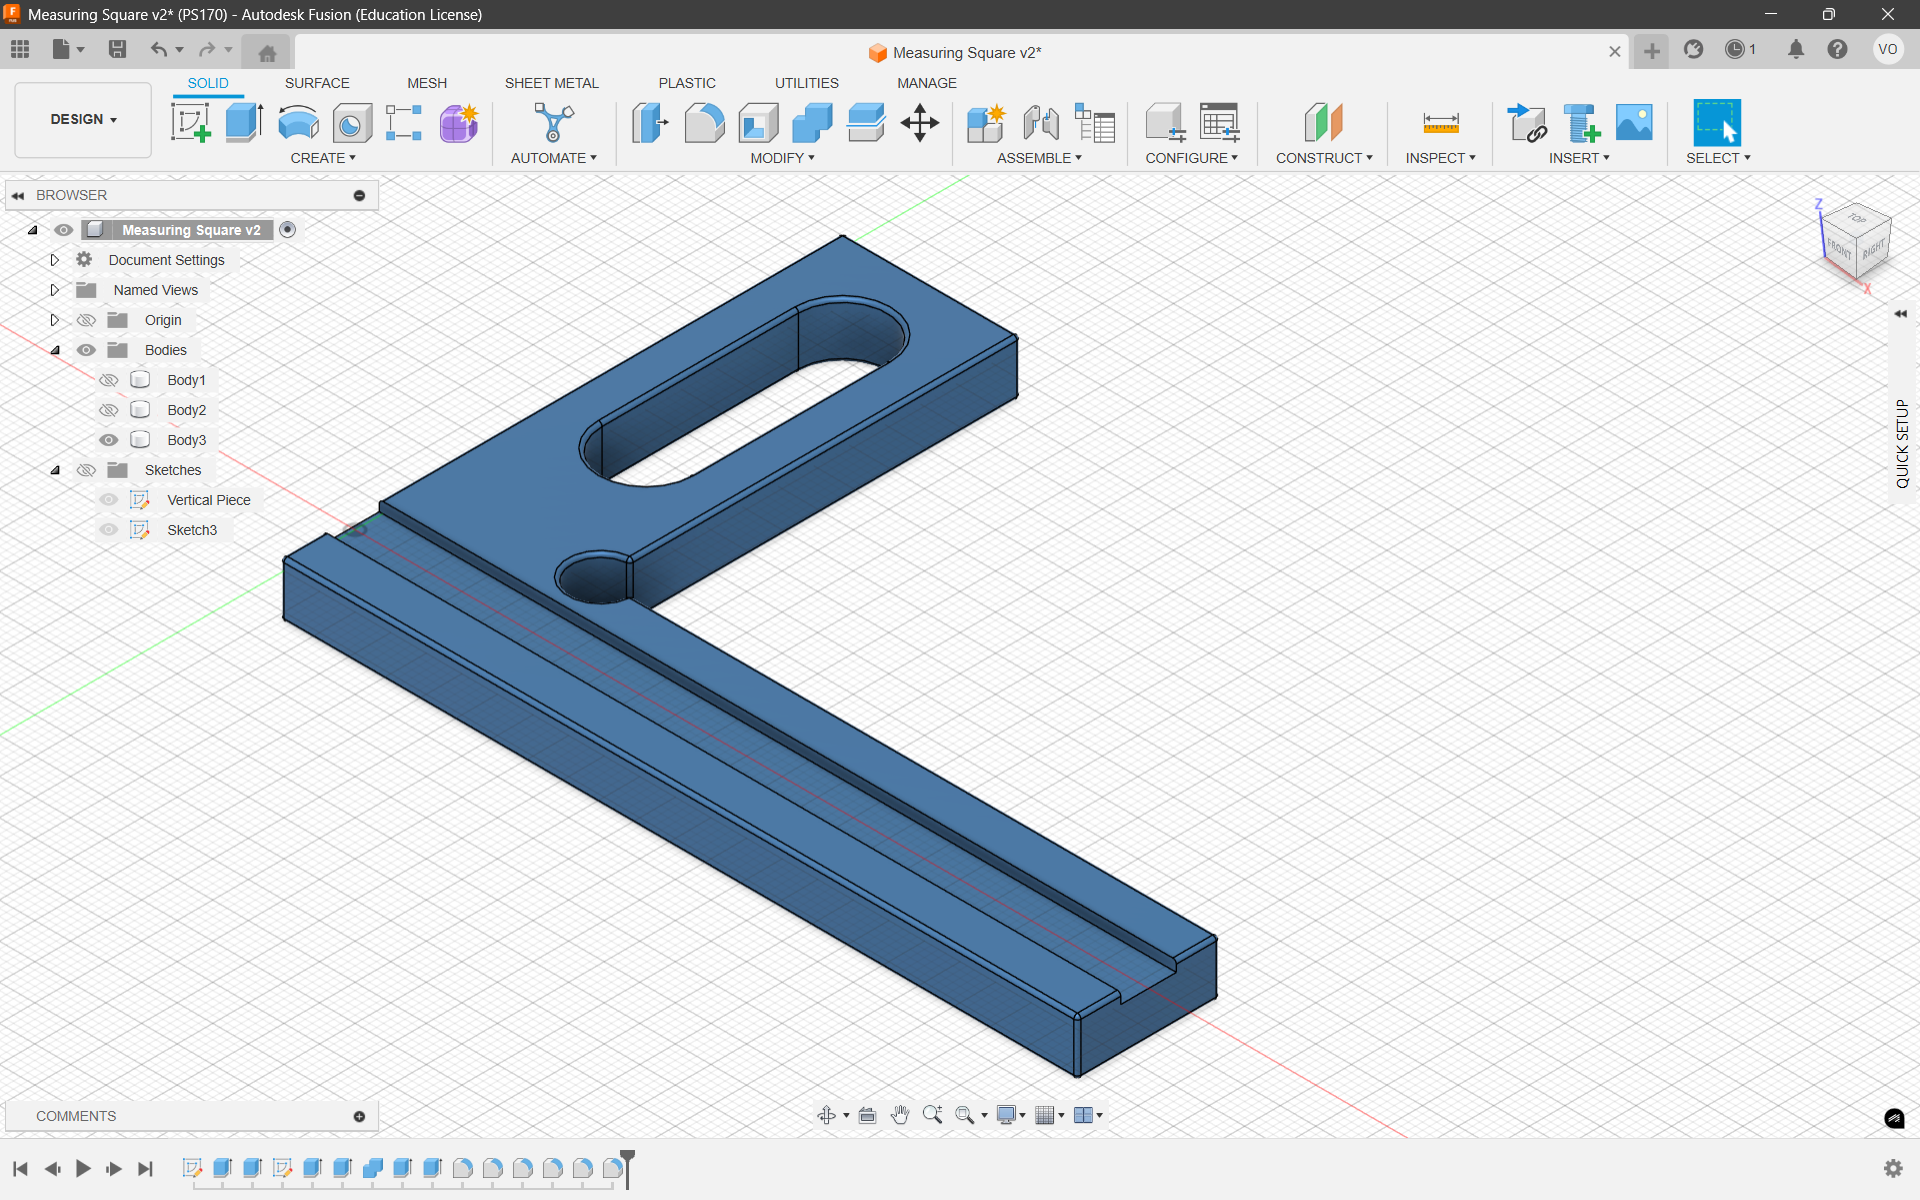 Measuring Square v2* (PS170) - Autodesk Fusion (Education License)
Measuring Square v2*
1
VO
SOLID SURFACE MESH SHEET METAL PLASTIC UTILITIES MANAGE
DESIGN
CREATE AUTOMATE MODIFY ASSEMBLE CONFIGURE CONSTRUCT INSPECT INSERT SELECT
BROWSER
Measuring Square v2
Document Settings
Named Views
Origin
Bodies
Body1
Body2
Body3
Sketches
Vertical Piece
Sketch3
Z
TOP
FRONT
RIGHT
X
QUICK SETUP
COMMENTS